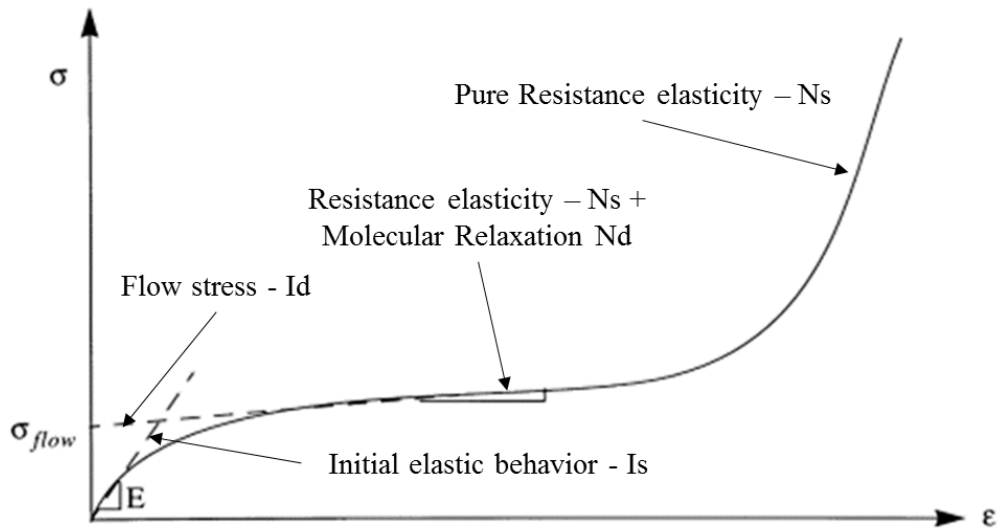 σ
Pure Resistance elasticity – Ns
Resistance elasticity – Ns +
Molecular Relaxation Nd
Flow stress - Id
σflow
Initial elastic behavior - Is
E
ε